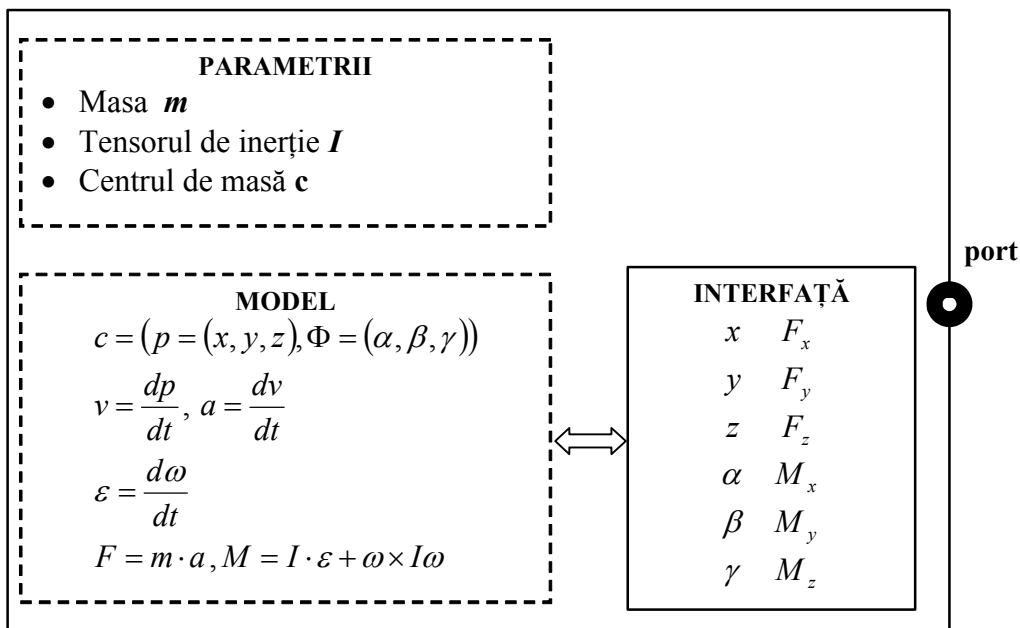 PARAMETRII
• Masa m
• Tensorul de inerție I
• Centrul de masă c
port
MODEL
c = (p = (x, y, z), Φ = (α, β, γ))
v = dp/dt, a = dv/dt
ε = dω/dt
F = m · a, M = I · ε + ω × Iω
INTERFAȚĂ
x F_x
y F_y
z F_z
α M_x
β M_y
γ M_z